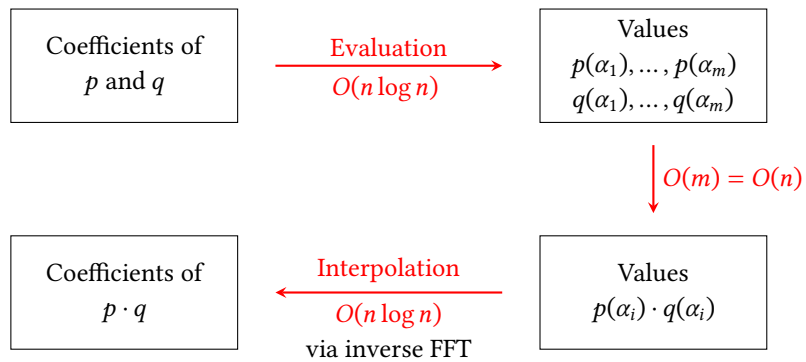 Coefficients of
p and q
Evaluation
O(n log n)
Values
p(α₁), … , p(αₘ)
q(α₁), … , q(αₘ)
O(m) = O(n)
Coefficients of
p · q
Interpolation
O(n log n)
via inverse FFT
Values
p(αᵢ) · q(αᵢ)